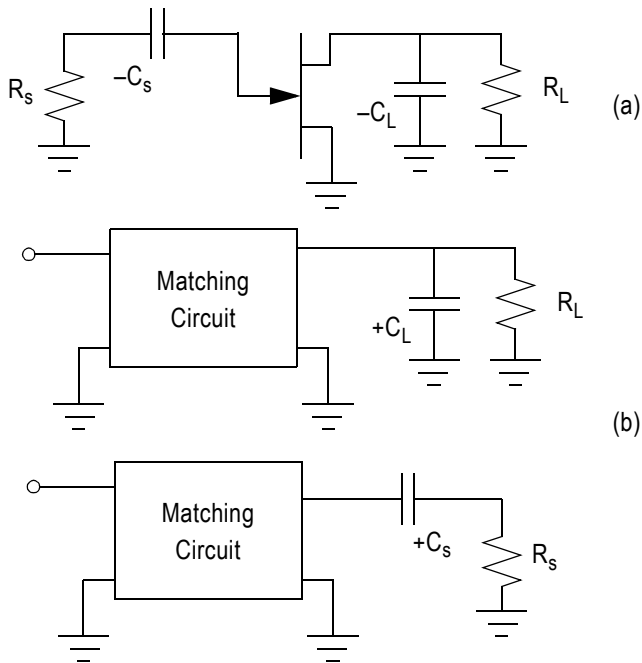 R_s
–C_s
–C_L
R_L
(a)
Matching
Circuit
+C_L
R_L
(b)
Matching
Circuit
+C_s
R_s